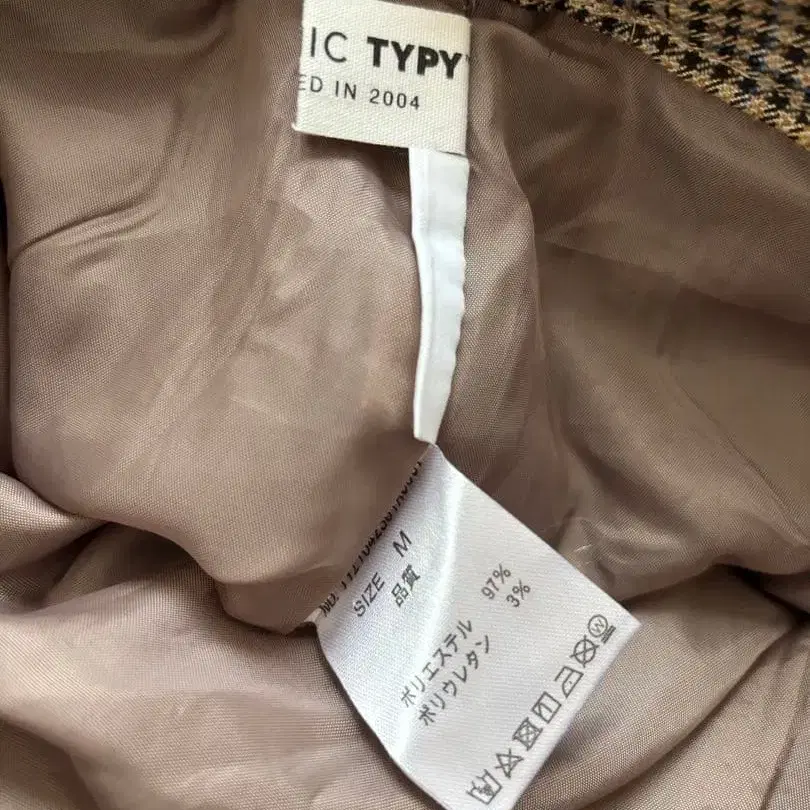 IC TYPY
ED IN 2004
SIZE M
品質
ポリエステル 97%
ポリウレタン 3%